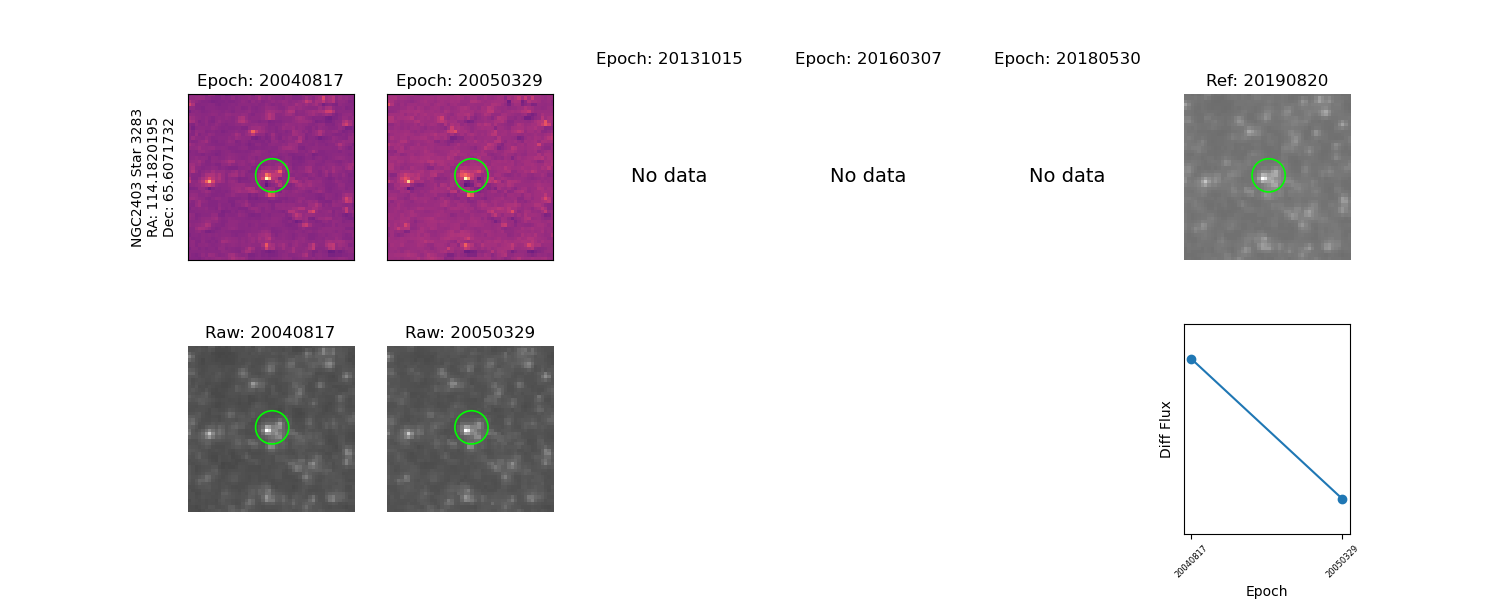 Epoch: 20040817
Epoch: 20050329
Epoch: 20131015
Epoch: 20160307
Epoch: 20180530
Ref: 20190820
NGC2403 Star 3283
RA: 114.1820195
Dec: 65.6071732
No data
No data
No data
Raw: 20040817
Raw: 20050329
Diff Flux
20040817
20050329
Epoch